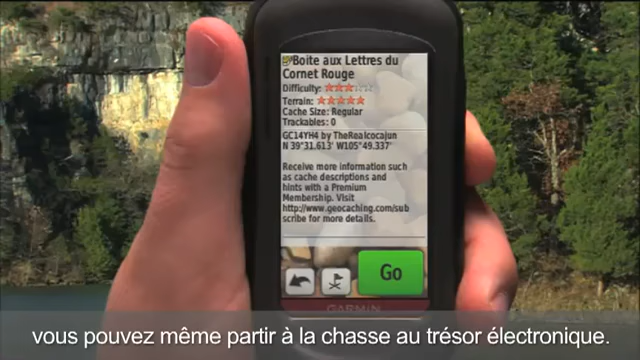 Boite aux Lettres du
Cornet Rouge
Difficulty:
Terrain:
Cache Size: Regular
Trackables: 0
GC14YH4 by TheRealcocajun
N 39°31.613' W105°49.337'
Receive more information such
as cache descriptions and
hints with a Premium
Membership. Visit
http://www.geocaching.com/sub
scribe for more details.
Go
GARMIN
vous pouvez même partir à la chasse au trésor électronique.